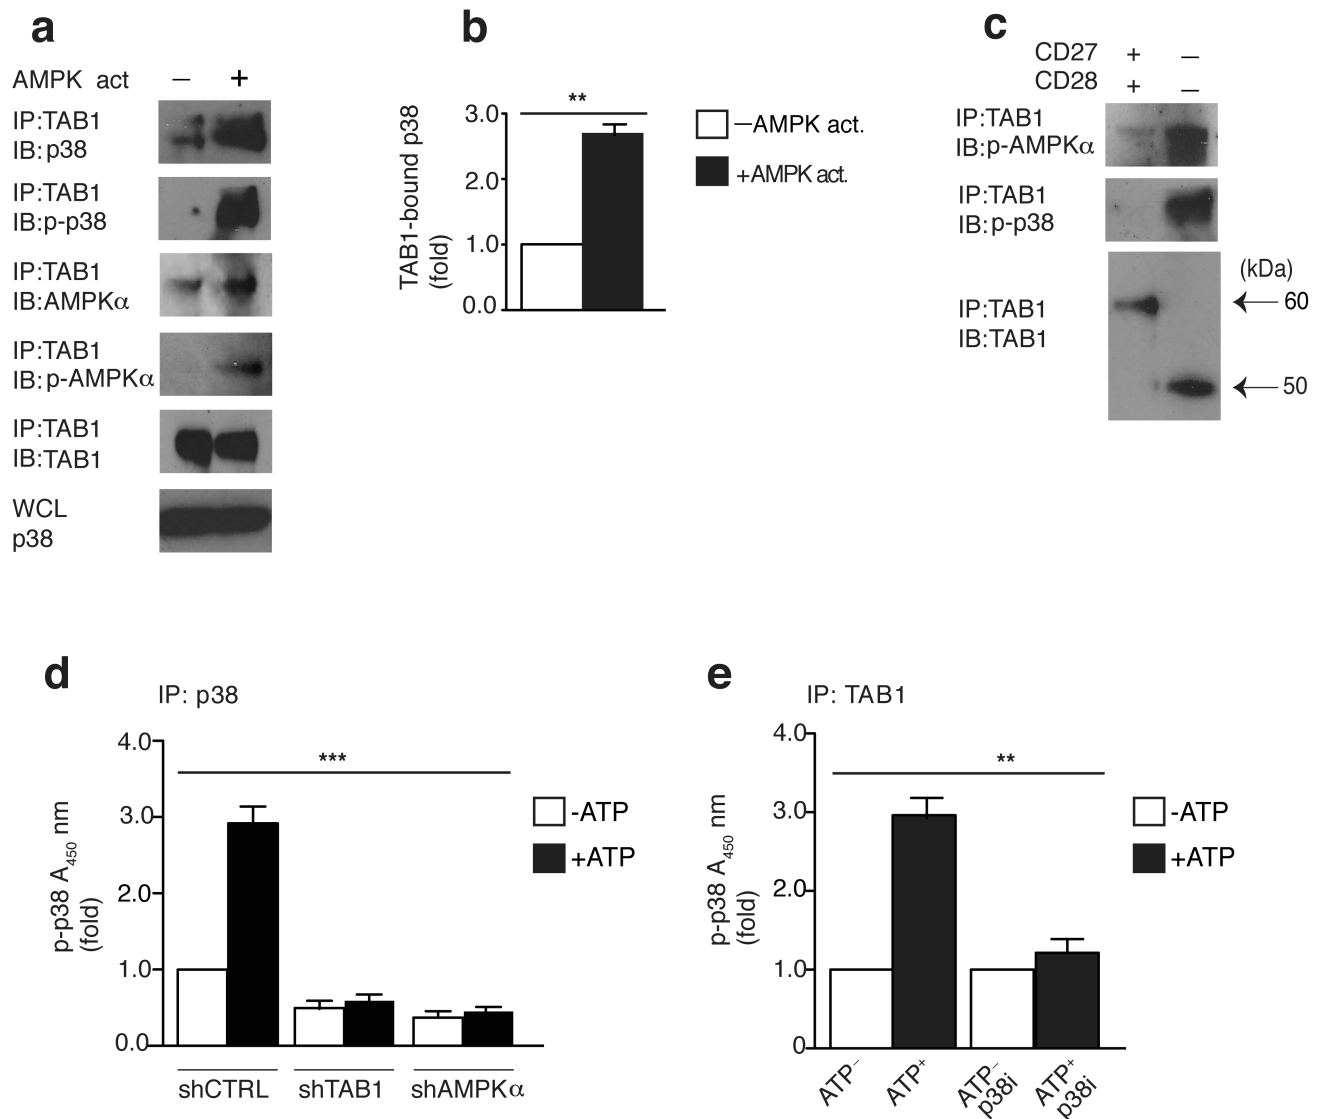 a
AMPK act − +
IP:TAB1
IB:p38
IP:TAB1
IB:p-p38
IP:TAB1
IB:AMPKα
IP:TAB1
IB:p-AMPKα
IP:TAB1
IB:TAB1
WCL
p38
b
**
3.0
2.0
1.0
0.0
TAB1-bound p38
(fold)
−AMPK act.
+AMPK act.
c
CD27 + −
CD28 + −
IP:TAB1
IB:p-AMPKα
IP:TAB1
IB:p-p38
IP:TAB1
IB:TAB1
(kDa)
60
50
d
IP: p38
***
4.0
3.0
2.0
1.0
0.0
p-p38 A450 nm
(fold)
-ATP
+ATP
shCTRL shTAB1 shAMPKα
e
IP: TAB1
**
4.0
3.0
2.0
1.0
0
p-p38 A450 nm
(fold)
-ATP
+ATP
ATP−
ATP+
ATP−
p38i
ATP+
p38i